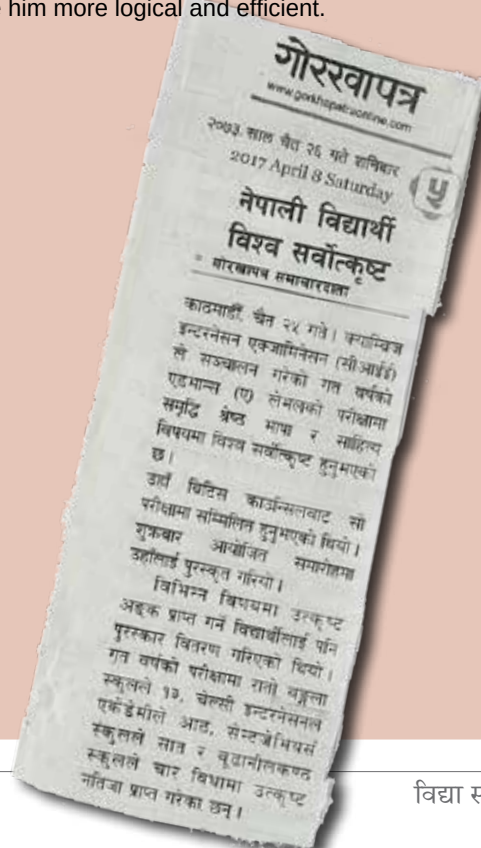 him more logical and efficient.
गोरखापत्र
www.gorkhapatraonline.com
२०७३ साल चैत २६ गते शनिबार
2017 April 8 Saturday
५
नेपाली विद्यार्थी
विश्व सर्वोत्कृष्ट
गोरखापत्र समाचारदाता
काठमाडौं, चैत २५ गते। क्याम्ब्रिज
इन्टरनेसन एक्जामिनेसन (सीआईई)
ले सञ्चालन गरेको गत वर्षको
एडभान्स (ए) लेभलको परीक्षामा
समृद्धि श्रेष्ठ भाषा र साहित्य
बिषयमा विश्व सर्वोत्कृष्ट हुनुभएको
छ।
उहाँ ब्रिटिस काउन्सिलबाट सो
परीक्षामा सम्मिलित हुनुभएको थियो।
शुक्रबार आयोजित समारोहमा
उहाँलाई पुरस्कृत गरियो।
विभिन्न बिषयमा उत्कृष्ट
अङ्क प्राप्त गर्ने विद्यार्थीलाई पनि
पुरस्कार वितरण गरिएको थियो।
गत वर्षको परीक्षामा रातो बङ्गला
स्कुलले १३, चेल्सी इन्टरनेसनल
एकेडेमीले आठ, सेन्टजेभियर्स
स्कुलले सात र बूढानीलकण्ठ
स्कुलले चार विधामा उत्कृष्ट
नतिजा प्राप्त गरेका छन्।
विद्या